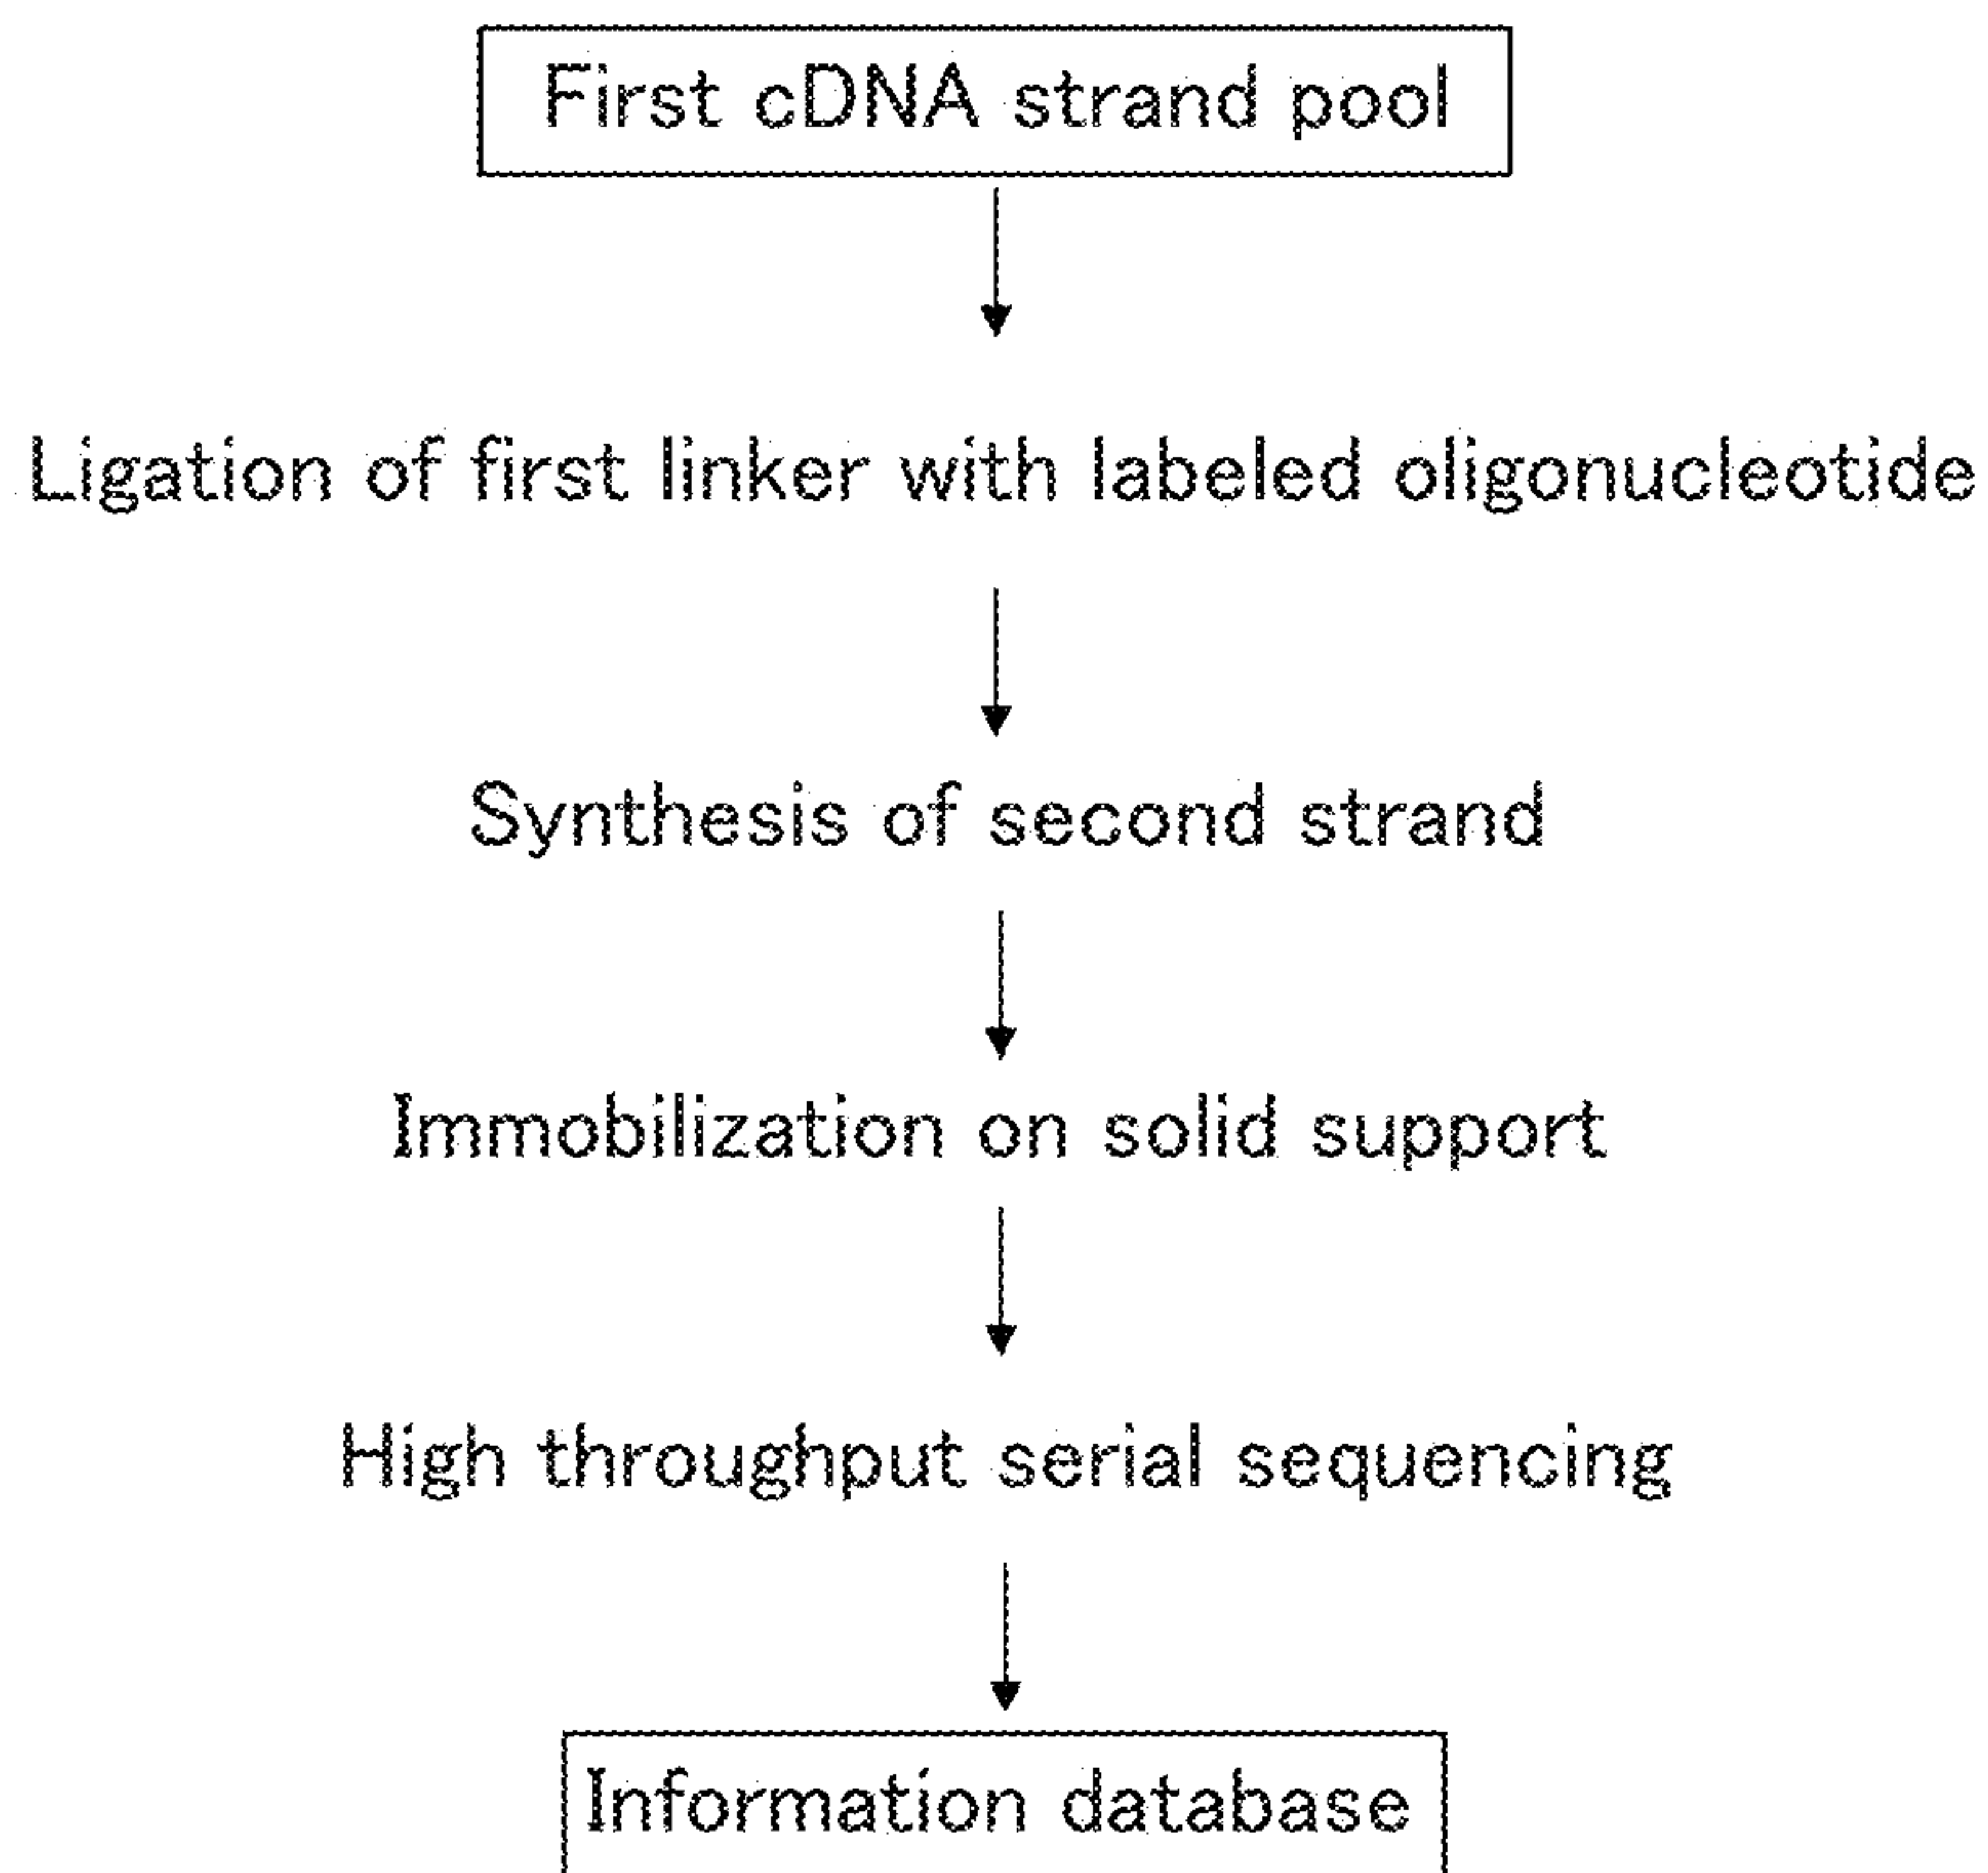 First cDNA strand pool
Ligation of first linker with labeled oligonucleotide
Synthesis of second strand
Immobilization on solid support
High throughput serial sequencing
Information database